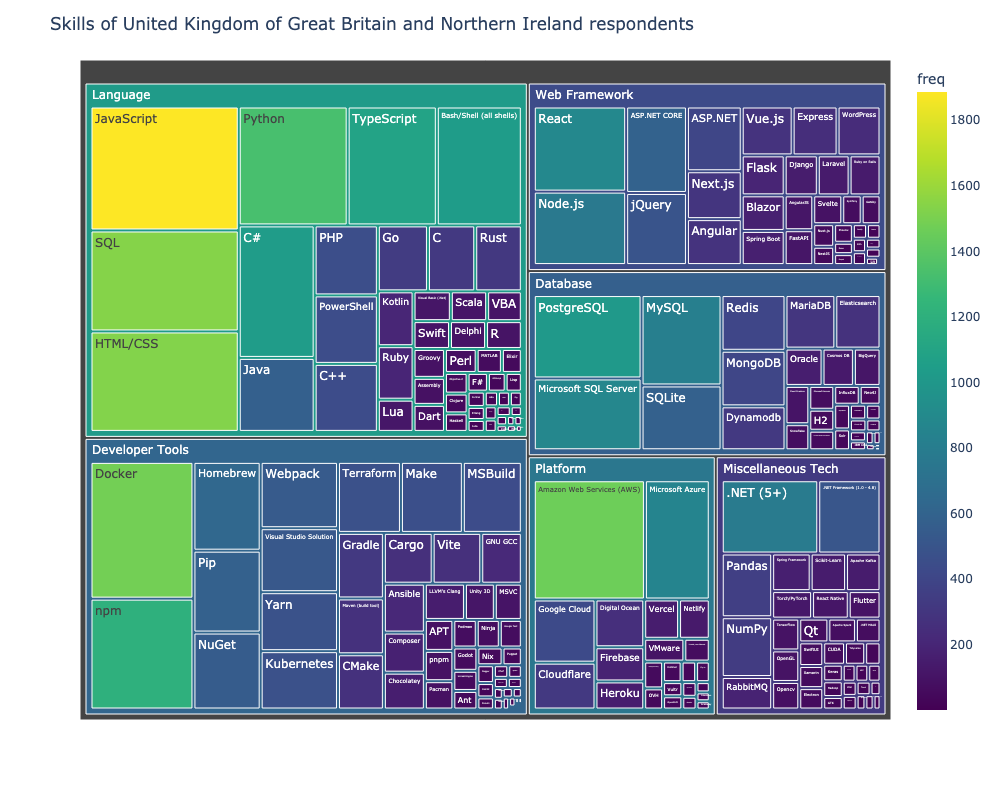 Skills of United Kingdom of Great Britain and Northern Ireland respondents
Language
JavaScript
SQL
HTML/CSS
Python
TypeScript
Bash/Shell (all shells)
C#
Java
PHP
PowerShell
C++
Go
C
Rust
Kotlin
Ruby
Lua
Visual Basic (.Net)
Scala
VBA
Swift
Delphi
R
Groovy
Perl
MATLAB
Elixir
Assembly
F#
Lisp
Clojure
Dart
Haskell
Developer Tools
Docker
npm
Homebrew
Pip
NuGet
Webpack
Visual Studio Solution
Yarn
Kubernetes
Terraform
Make
MSBuild
Gradle
Maven (build tool)
CMake
Cargo
Vite
GNU GCC
Ansible
Composer
Chocolatey
LLVM's Clang
Unity 3D
MSVC
APT
Podman
Ninja
pnpm
Godot
Nix
Pacman
Ant
Web Framework
React
Node.js
ASP.NET CORE
jQuery
ASP.NET
Next.js
Angular
Vue.js
Express
WordPress
Flask
Django
Laravel
Ruby on Rails
Blazor
AngularJS
Svelte
Spring Boot
FastAPI
Nuxt.js
NestJS
Database
PostgreSQL
Microsoft SQL Server
MySQL
SQLite
Redis
MongoDB
Dynamodb
MariaDB
Elasticsearch
Oracle
Cosmos DB
BigQuery
InfluxDB
Neo4J
H2
Platform
Amazon Web Services (AWS)
Microsoft Azure
Google Cloud
Cloudflare
Digital Ocean
Firebase
Heroku
Vercel
Netlify
VMware
OVH
Vultr
Miscellaneous Tech
.NET (5+)
.NET Framework (1.0 - 4.8)
Pandas
NumPy
RabbitMQ
Spring Framework
Scikit-Learn
Apache Kafka
Torch/PyTorch
React Native
Flutter
TensorFlow
Qt
Apache Spark
.NET MAUI
OpenGL
SwiftUI
CUDA
Opencv
Electron
freq
1800
1600
1400
1200
1000
800
600
400
200